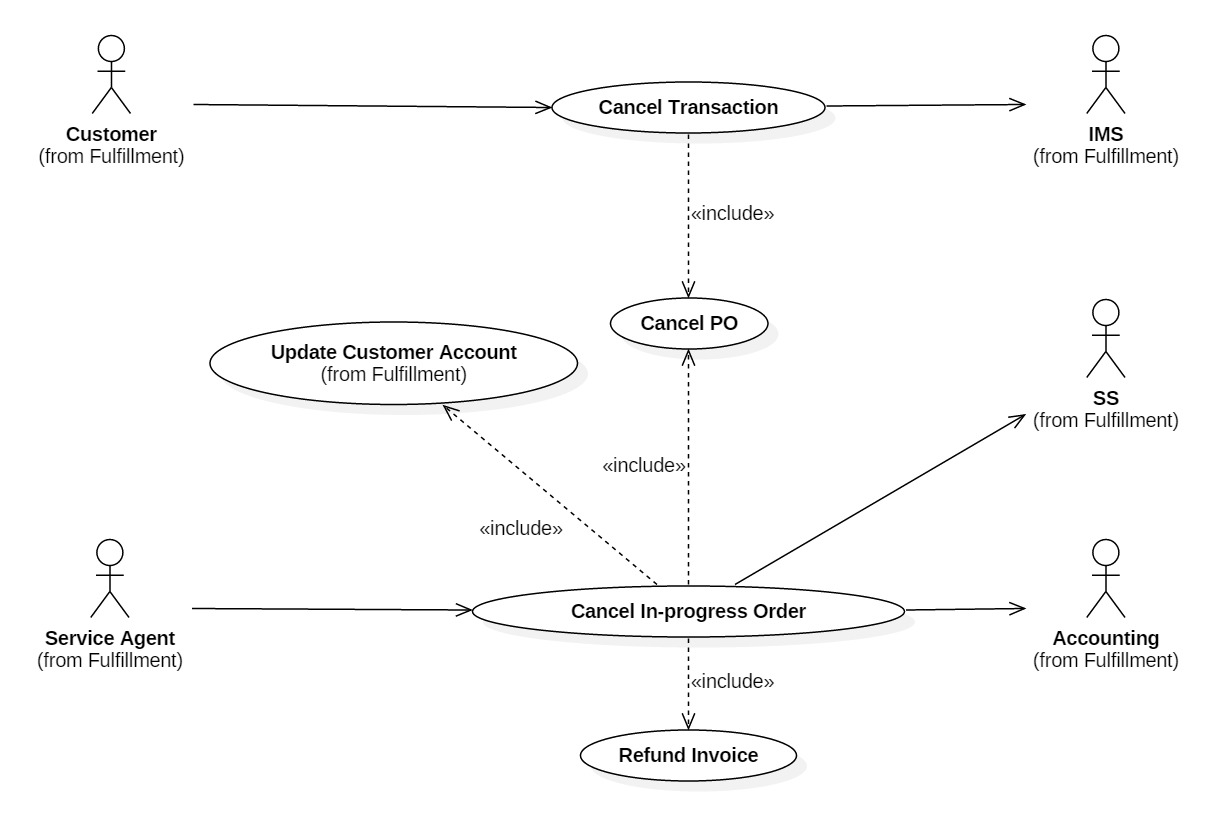 Cancel Transaction
Customer
(from Fulfillment)
IMS
(from Fulfillment)
«include»
Cancel PO
Update Customer Account
(from Fulfillment)
SS
(from Fulfillment)
«include»
«include»
Cancel In-progress Order
Service Agent
(from Fulfillment)
Accounting
(from Fulfillment)
«include»
Refund Invoice